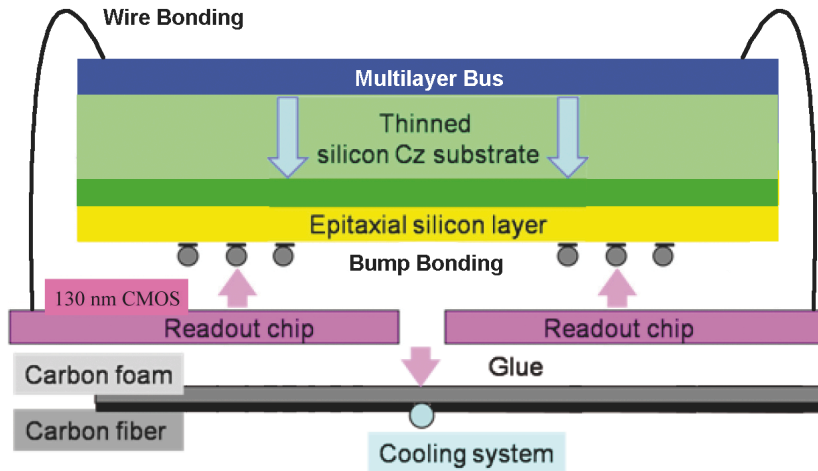 Wire Bonding
Multilayer Bus
Thinned
silicon Cz substrate
Epitaxial silicon layer
Bump Bonding
130 nm CMOS
Readout chip
Readout chip
Glue
Carbon foam
Carbon fiber
Cooling system